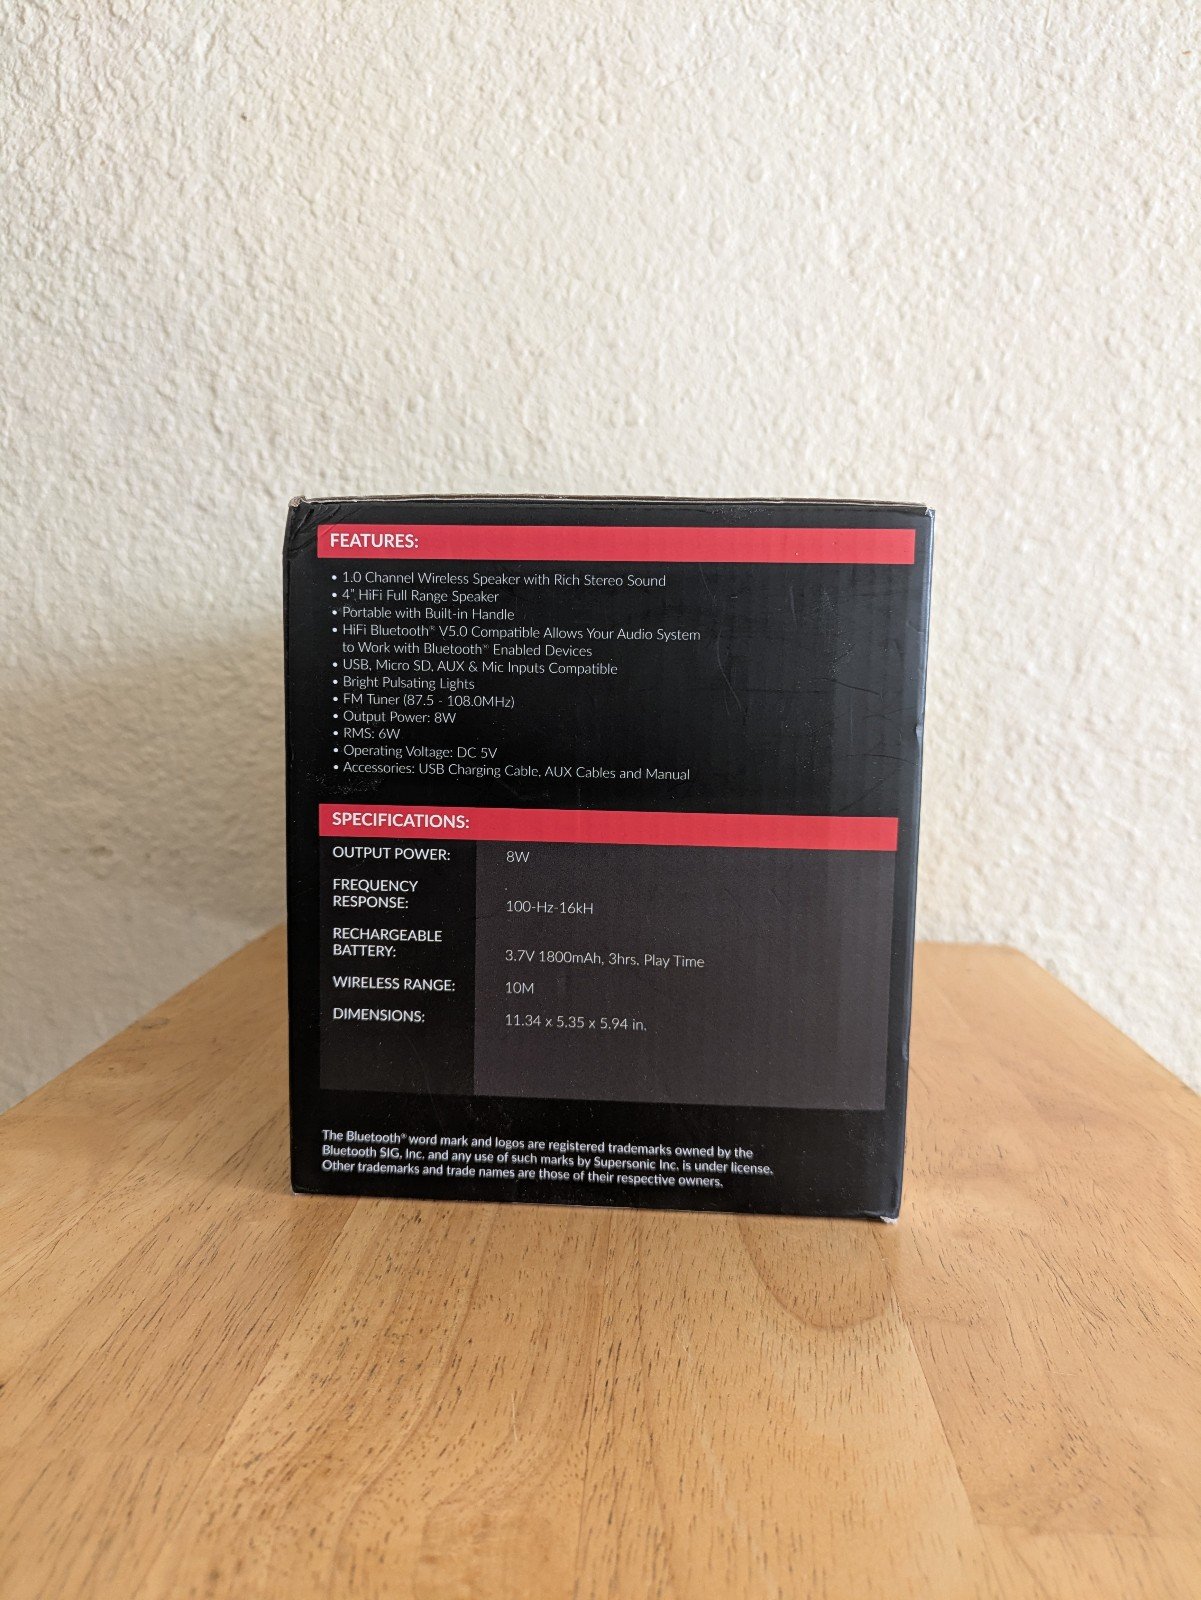 FEATURES:
• 1.0 Channel Wireless Speaker with Rich Stereo Sound
• 4" HiFi Full Range Speaker
• Portable with Built-in Handle
• HiFi Bluetooth® V5.0 Compatible Allows Your Audio System
to Work with Bluetooth® Enabled Devices
• USB, Micro SD, AUX & Mic Inputs Compatible
• Bright Pulsating Lights
• FM Tuner (87.5 - 108.0MHz)
• Output Power: 8W
• RMS: 6W
• Operating Voltage: DC 5V
• Accessories: USB Charging Cable, AUX Cables and Manual
SPECIFICATIONS:
OUTPUT POWER: 8W
FREQUENCY
RESPONSE: 100-Hz-16kH
RECHARGEABLE
BATTERY: 3.7V 1800mAh, 3hrs. Play Time
WIRELESS RANGE: 10M
DIMENSIONS: 11.34 x 5.35 x 5.94 in.
The Bluetooth® word mark and logos are registered trademarks owned by the
Bluetooth SIG, Inc. and any use of such marks by Supersonic Inc. is under license.
Other trademarks and trade names are those of their respective owners.